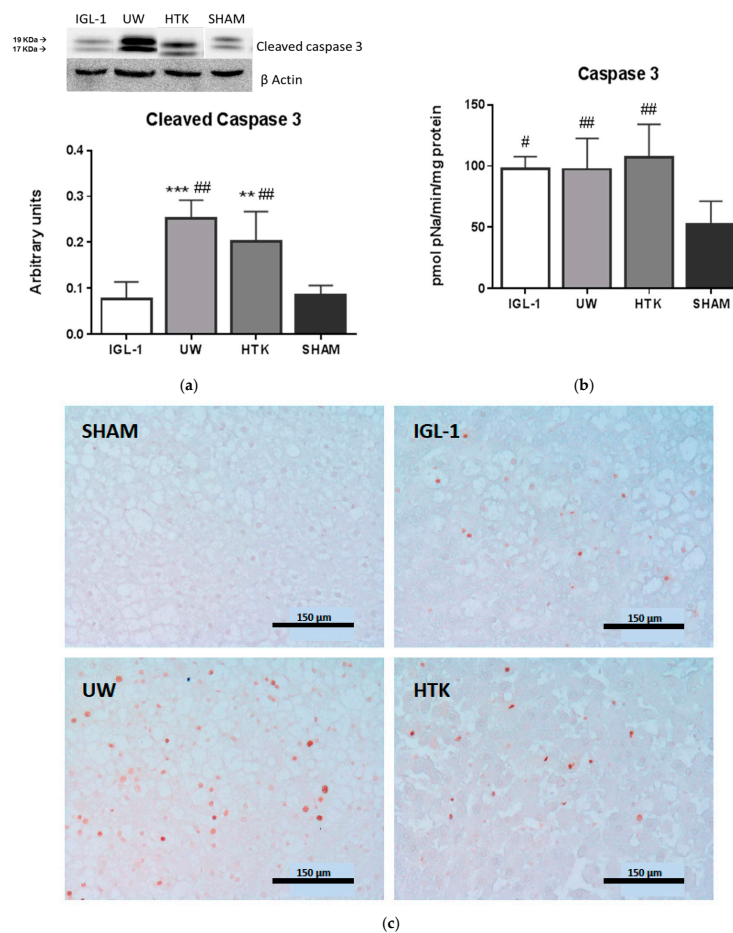 IGL-1 UW HTK SHAM
19 KDa →
17 KDa →
Cleaved caspase 3
β Actin
Cleaved Caspase 3
Arbitrary units
0.4
0.3
0.2
0.1
0.0
*** ##
** ##
IGL-1 UW HTK SHAM
(a)
Caspase 3
pmol pNa/min/mg protein
150
100
50
0
#
##
##
IGL-1 UW HTK SHAM
(b)
SHAM
150 µm
IGL-1
150 µm
UW
150 µm
HTK
150 µm
(c)